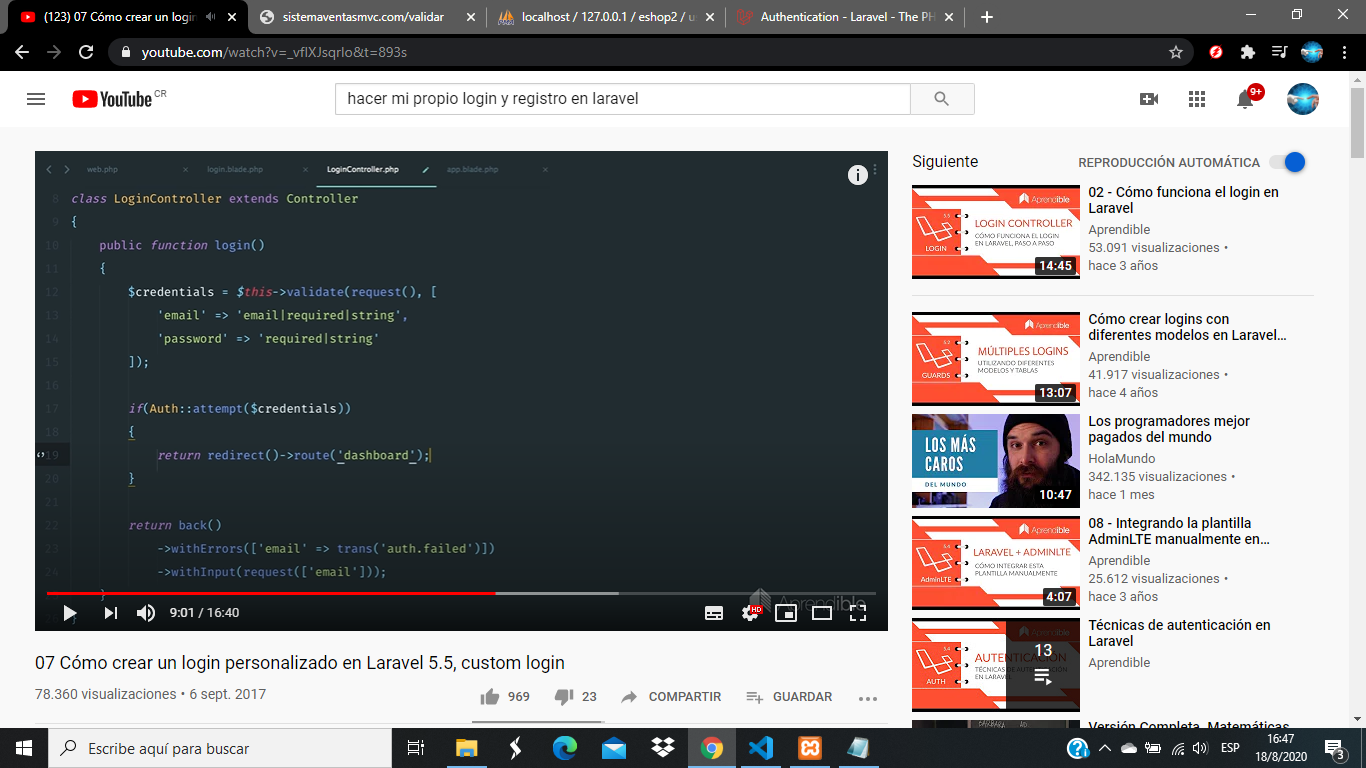 (123) 07 Cómo crear un login
sistemaventasmvc.com/validar
localhost / 127.0.0.1 / eshop2 / u
Authentication - Laravel - The PH
youtube.com/watch?v=_vfIXJsqrIo&t=893s
YouTube CR
hacer mi propio login y registro en laravel
9+
web.php
login.blade.php
LoginController.php
app.blade.php
8 class LoginController extends Controller
9 {
10 public function login()
11 {
12 $credentials = $this->validate(request(), [
13 'email' => 'email|required|string',
14 'password' => 'required|string'
15 ]);
16
17 if(Auth::attempt($credentials))
18 {
19 return redirect()->route('dashboard');
20 }
21
22 return back()
23 ->withErrors(['email' => trans('auth.failed')])
24 ->withInput(request(['email']));
}
}
Aprendible
9:01 / 16:40
HD
07 Cómo crear un login personalizado en Laravel 5.5, custom login
78.360 visualizaciones • 6 sept. 2017
969
23
COMPARTIR
GUARDAR
Siguiente
REPRODUCCIÓN AUTOMÁTICA
Aprendible
5.5
LOGIN CONTROLLER
CÓMO FUNCIONA EL LOGIN
EN LARAVEL, PASO A PASO
LOGIN
14:45
02 - Cómo funciona el login en
Laravel
Aprendible
53.091 visualizaciones •
hace 3 años
Aprendible
5.2
MÚLTIPLES LOGINS
UTILIZANDO DIFERENTES
MODELOS Y TABLAS
GUARDS
13:07
Cómo crear logins con
diferentes modelos en Laravel…
Aprendible
41.917 visualizaciones •
hace 4 años
LOS MÁS
CAROS
DEL MUNDO
10:47
Los programadores mejor
pagados del mundo
HolaMundo
342.135 visualizaciones •
hace 1 mes
Aprendible
5.4
LARAVEL + ADMINLTE
CÓMO INTEGRAR ESTA
PLANTILLA MANUALMENTE
AdminLTE
4:07
08 - Integrando la plantilla
AdminLTE manualmente en…
Aprendible
25.612 visualizaciones •
hace 3 años
5.4
AUTENTICACIÓN
TÉCNICAS DE AUTENTICACIÓN
EN LARAVEL
AUTH
13
Técnicas de autenticación en
Laravel
Aprendible
Versión Completa. Matemáticas
Escribe aquí para buscar
ESP
16:47
18/8/2020
3